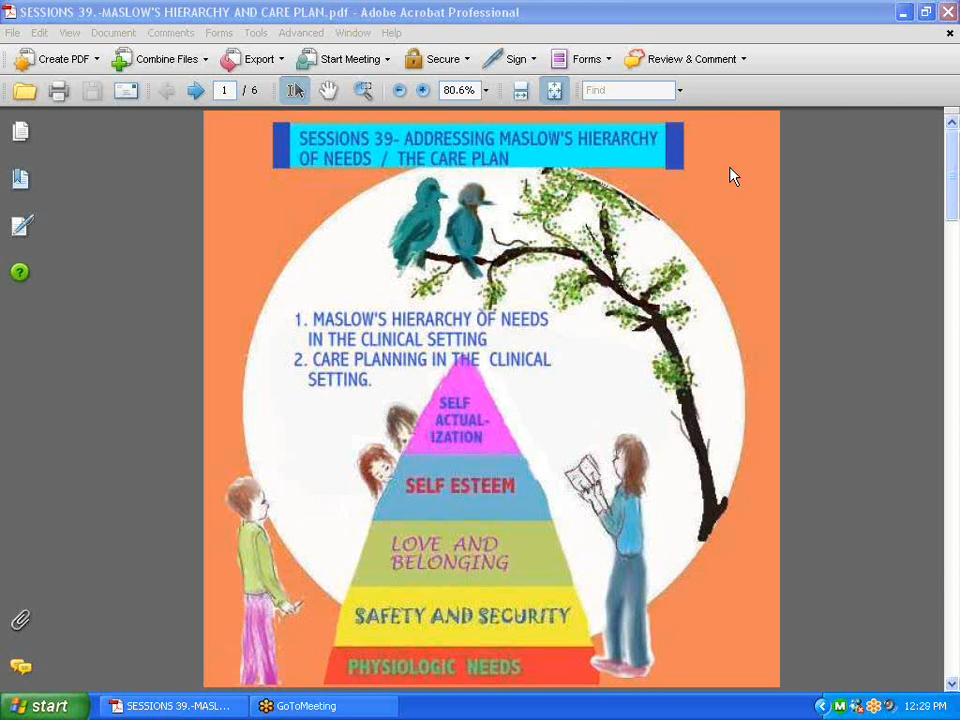 SESSIONS 39.-MASLOW'S HIERARCHY AND CARE PLAN.pdf - Adobe Acrobat Professional
File Edit View Document Comments Forms Tools Advanced Window Help
Create PDF Combine Files Export Start Meeting Secure Sign Forms Review & Comment
1 / 6 80.6% Find
SESSIONS 39- ADDRESSING MASLOW'S HIERARCHY
OF NEEDS / THE CARE PLAN
1. MASLOW'S HIERARCHY OF NEEDS
IN THE CLINICAL SETTING
2. CARE PLANNING IN THE CLINICAL
SETTING.
SELF
ACTUAL-
IZATION
SELF ESTEEM
LOVE AND
BELONGING
SAFETY AND SECURITY
PHYSIOLOGIC NEEDS
start SESSIONS 39.-MASL... GoToMeeting 12:29 PM